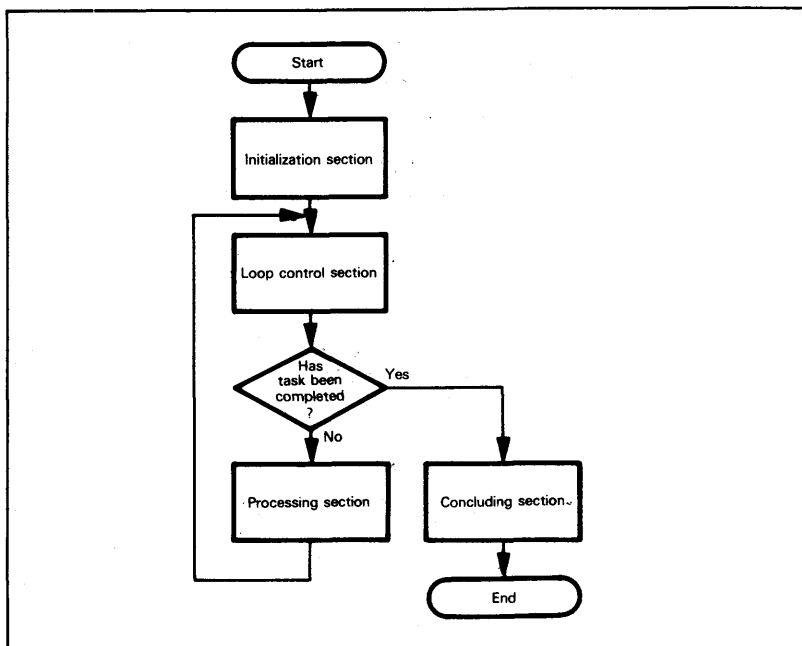 Start
Initialization section
Loop control section
Has
task been
completed
?
Yes
No
Processing section
Concluding section
End